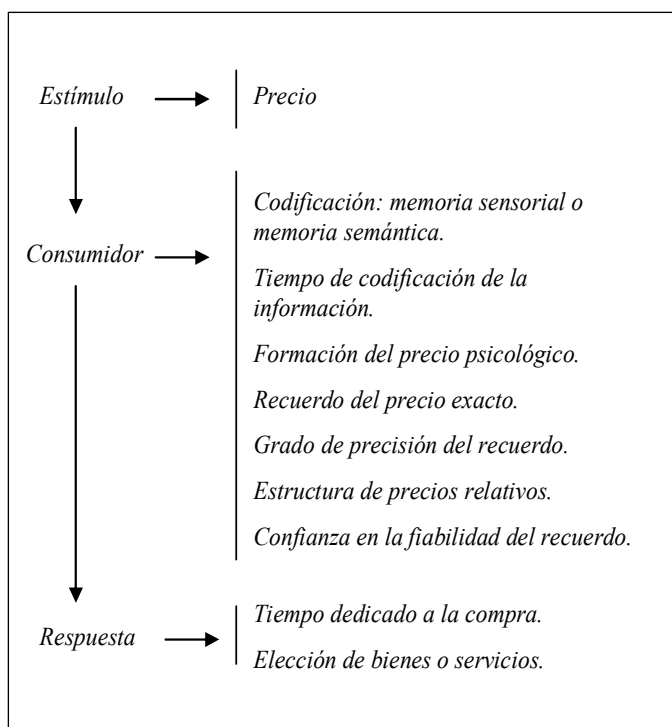 Estímulo
Precio
Codificación: memoria sensorial o
memoria semántica.
Consumidor
Tiempo de codificación de la
información.
Formación del precio psicológico.
Recuerdo del precio exacto.
Grado de precisión del recuerdo.
Estructura de precios relativos.
Confianza en la fiabilidad del recuerdo.
Respuesta
Tiempo dedicado a la compra.
Elección de bienes o servicios.